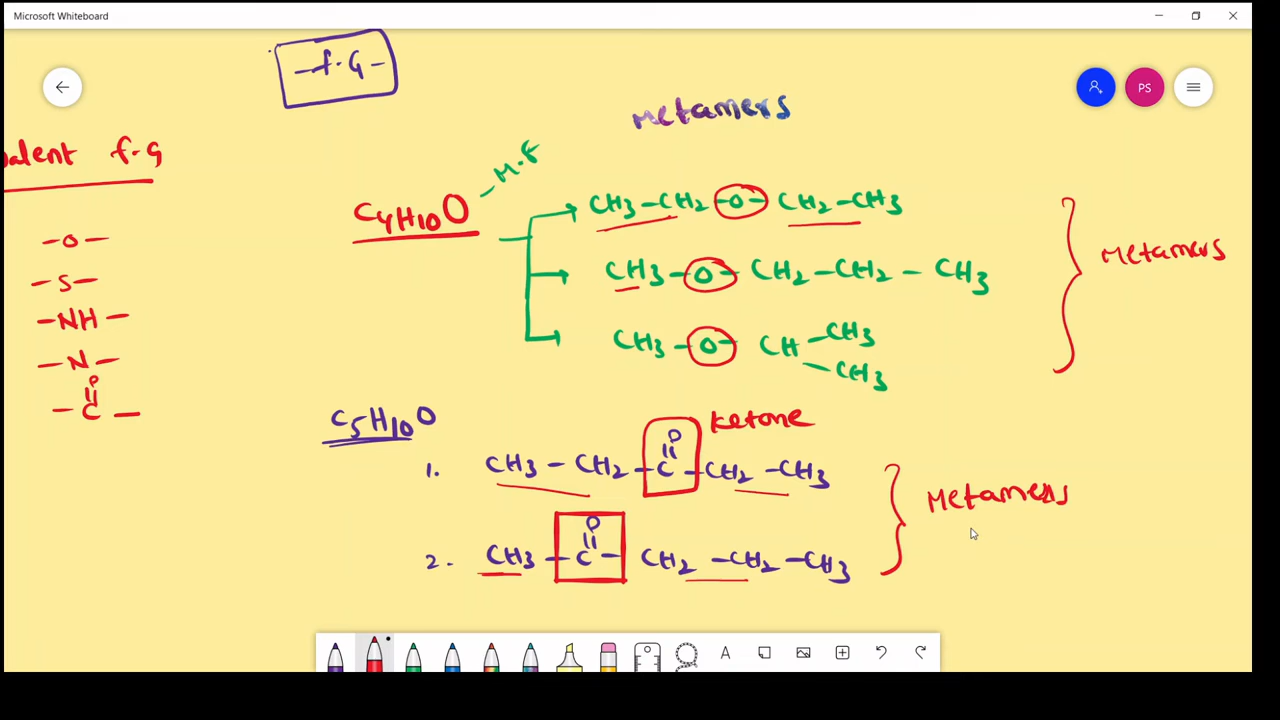 Microsoft Whiteboard
-f.G-
PS
metamers
alent f.G
-O-
-S-
-NH-
-N-
O
||
-C-
C4H10O -M.F
CH3-CH2-O-CH2-CH3
CH3-O-CH2-CH2-CH3
CH3-O-CH-CH3
-CH3
Metamers
C5H10O
Ketone
O
||
1. CH3-CH2-C-CH2-CH3
O
||
2. CH3-C-CH2-CH2-CH3
Metamers
A